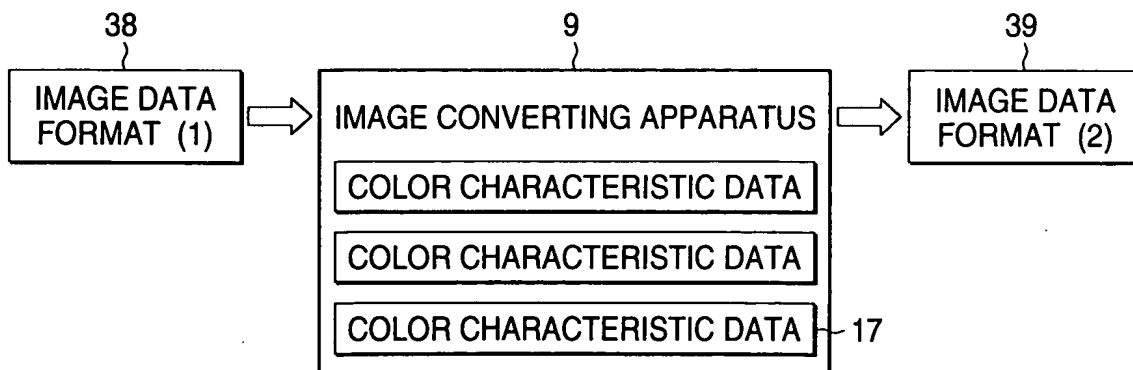 38
9
39
IMAGE DATA
FORMAT (1)
IMAGE CONVERTING APPARATUS
IMAGE DATA
FORMAT (2)
COLOR CHARACTERISTIC DATA
COLOR CHARACTERISTIC DATA
COLOR CHARACTERISTIC DATA
17